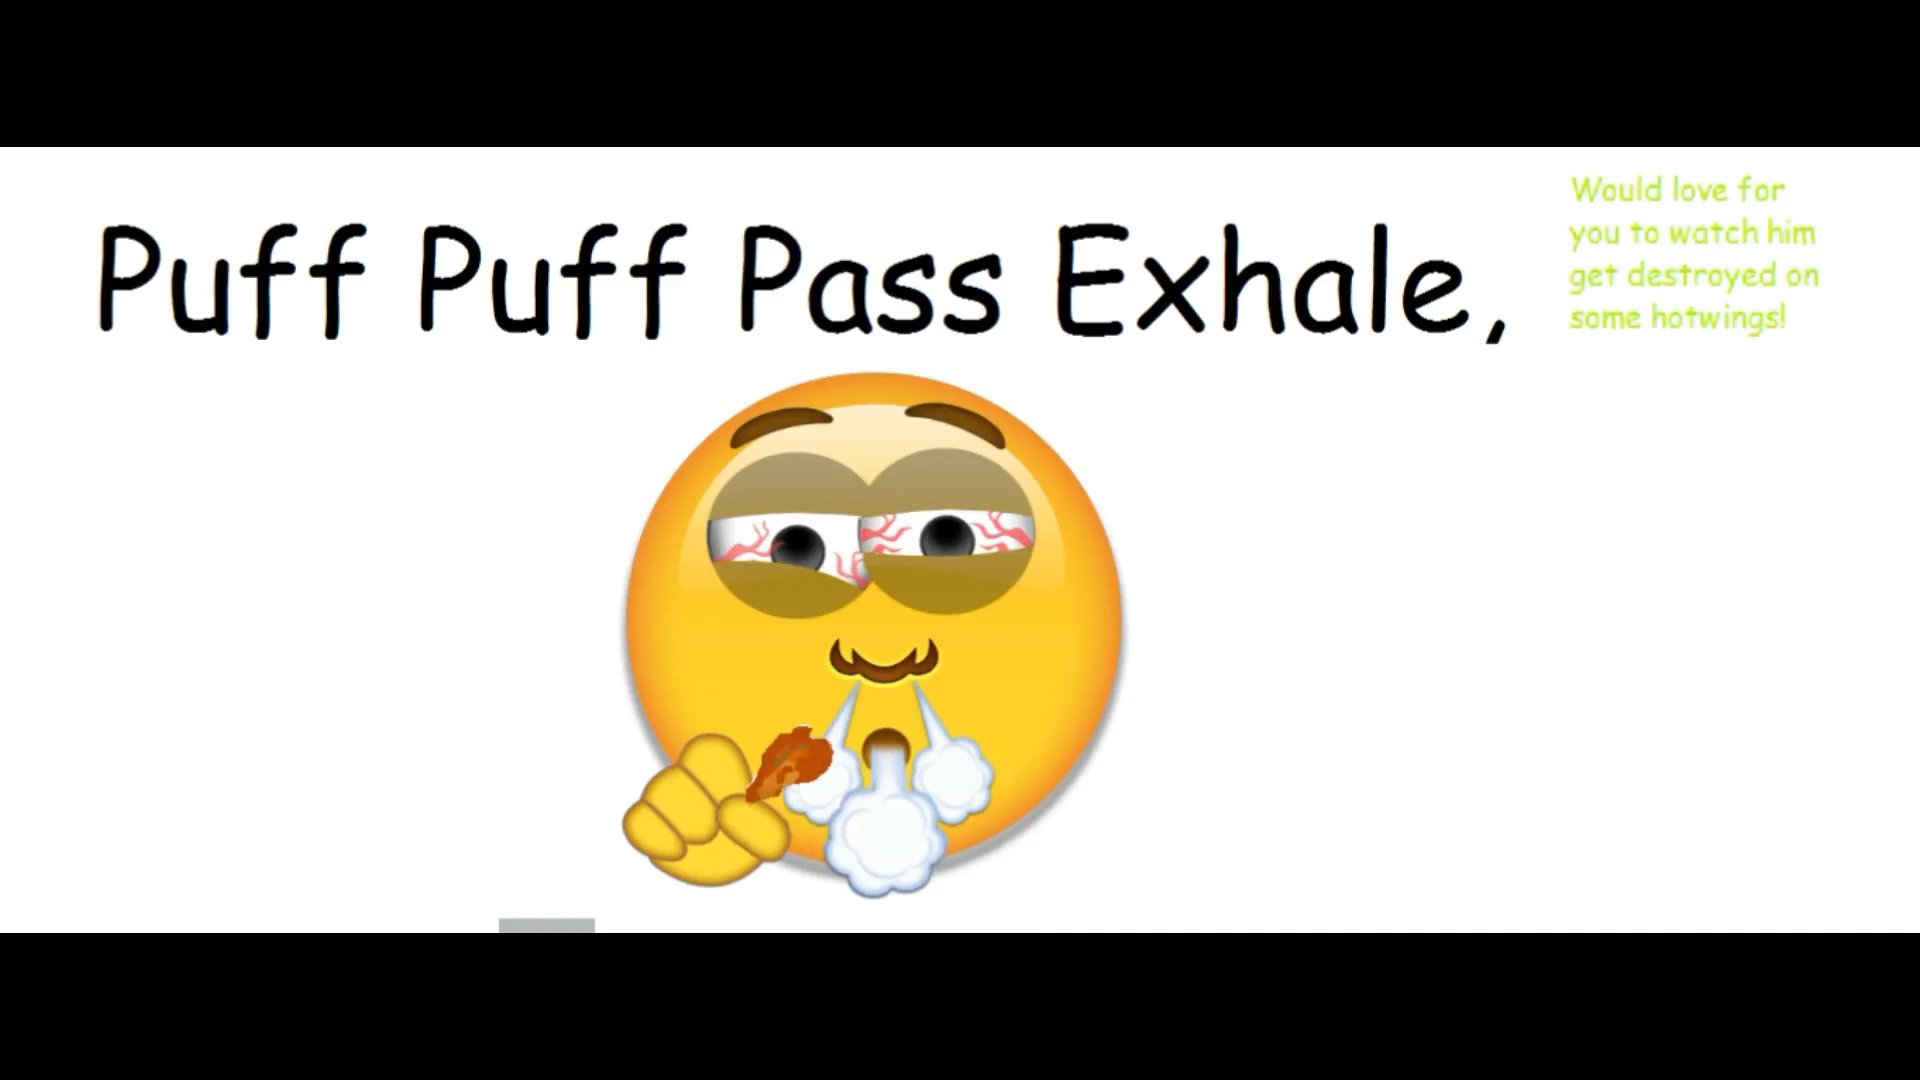 Puff Puff Pass Exhale,
Would love for
you to watch him
get destroyed on
some hotwings!